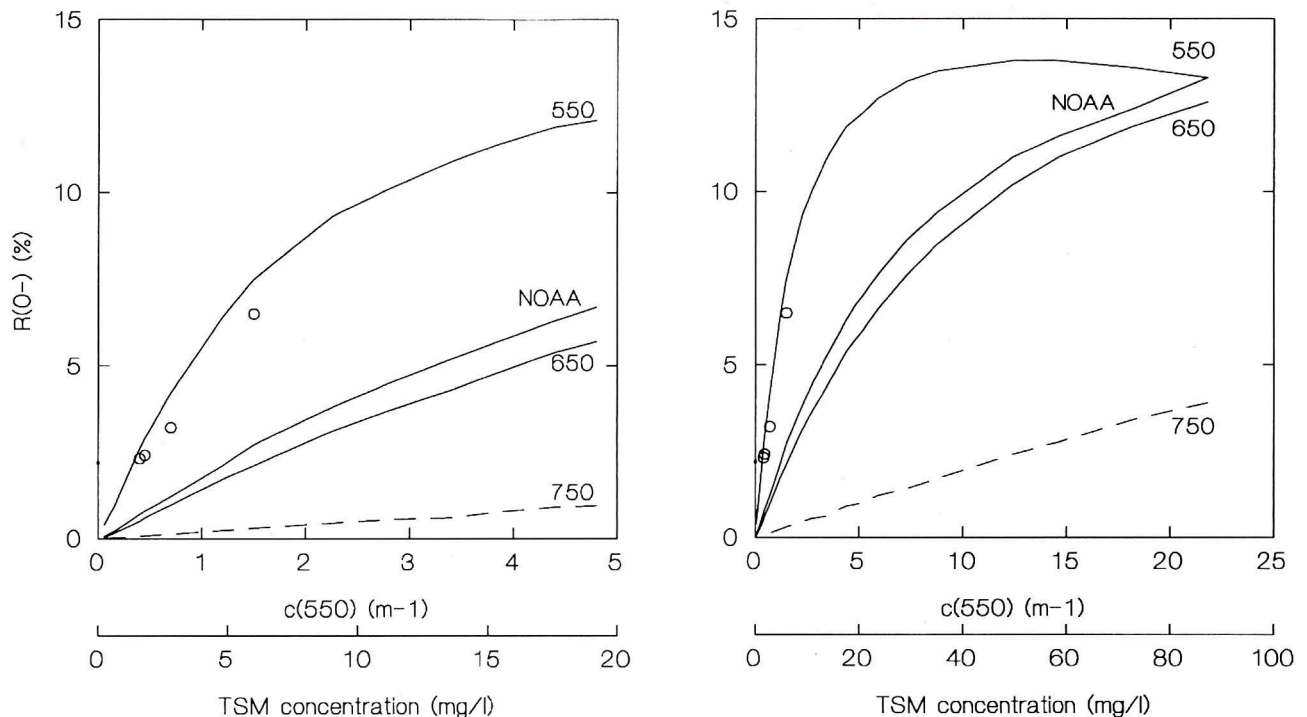 15
10
5
0
R(0-) (%)
550
NOAA
650
750
0 1 2 3 4 5
c(550) (m-1)
0 5 10 15 20
TSM concentration (mg/l)
15
10
5
0
550
NOAA
650
750
0 5 10 15 20 25
c(550) (m-1)
0 20 40 60 80 100
TSM concentration (mg/l)